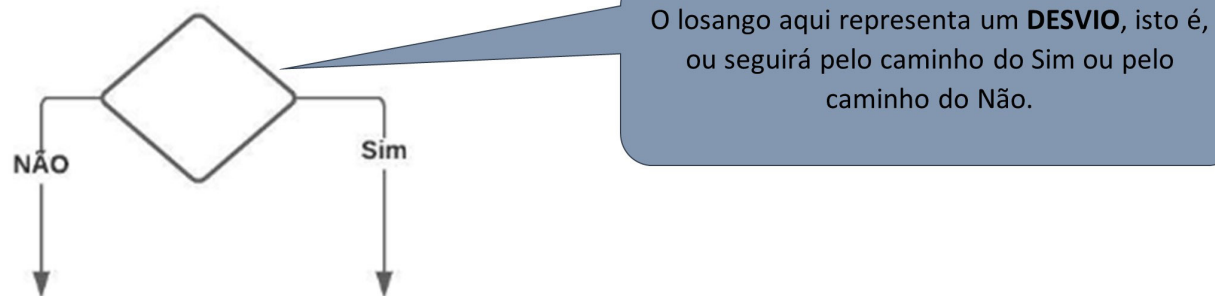 O losango aqui representa um DESVIO, isto é,
ou seguirá pelo caminho do Sim ou pelo
caminho do Não.
NÃO
Sim